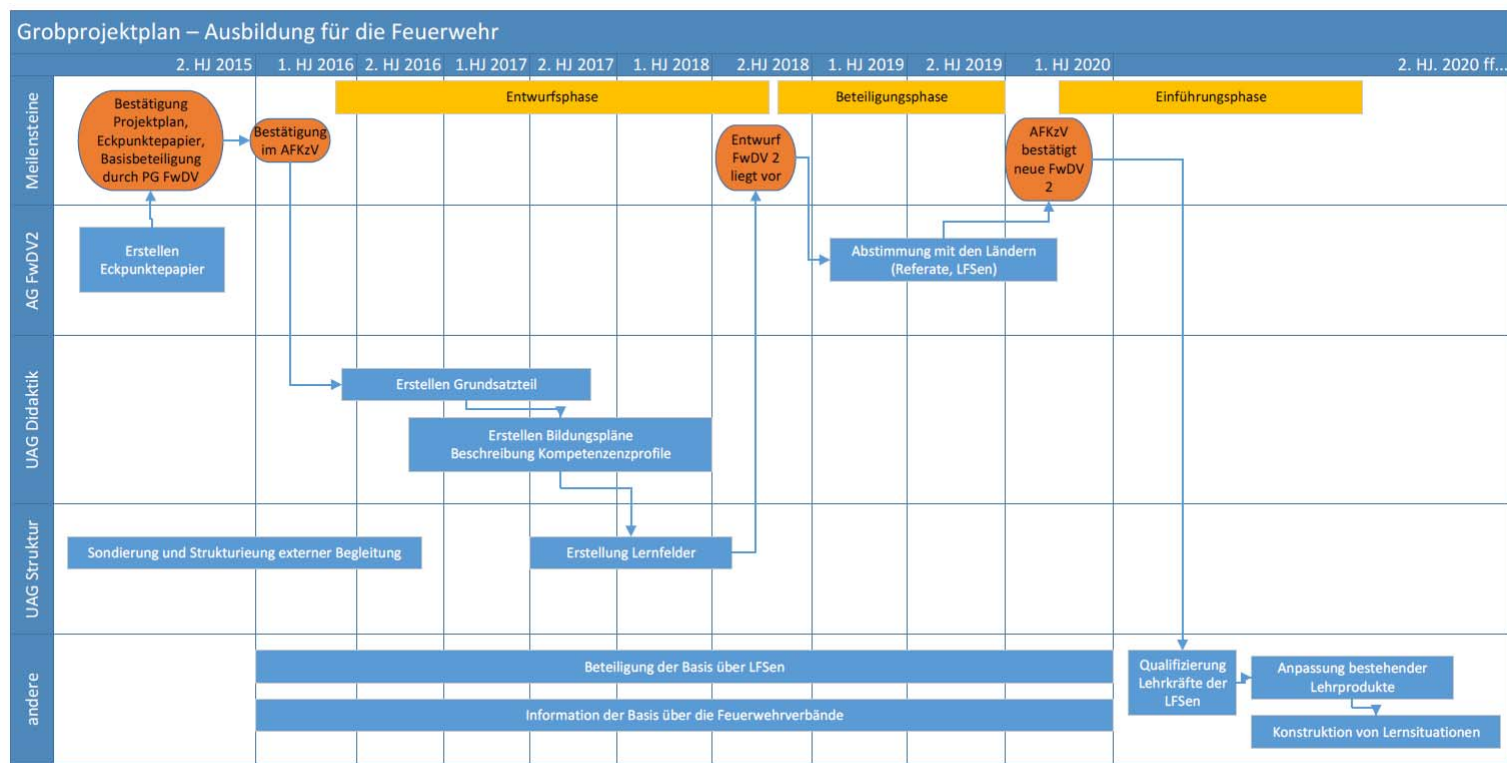 Grobprojektplan – Ausbildung für die Feuerwehr
2. HJ 2015
1. HJ 2016
2. HJ 2016
1.HJ 2017
2. HJ 2017
1. HJ 2018
2.HJ 2018
1. HJ 2019
2. HJ 2019
1. HJ 2020
2. HJ. 2020 ff...
Meilensteine
Entwurfsphase
Beteiligungsphase
Einführungsphase
Bestätigung
Projektplan,
Eckpunktepapier,
Basisbeteiligung
durch PG FwDV
Bestätigung
im AFKzV
Entwurf
FwDV 2
liegt vor
AFKzV
bestätigt
neue FwDV
2
AG FwDV2
Erstellen
Eckpunktepapier
Abstimmung mit den Ländern
(Referate, LFSen)
UAG Didaktik
Erstellen Grundsatzteil
Erstellen Bildungspläne
Beschreibung Kompetenzenzprofile
UAG Struktur
Sondierung und Strukturieung externer Begleitung
Erstellung Lernfelder
andere
Beteiligung der Basis über LFSen
Information der Basis über die Feuerwehrverbände
Qualifizierung
Lehrkräfte der
LFSen
Anpassung bestehender
Lehrprodukte
Konstruktion von Lernsituationen